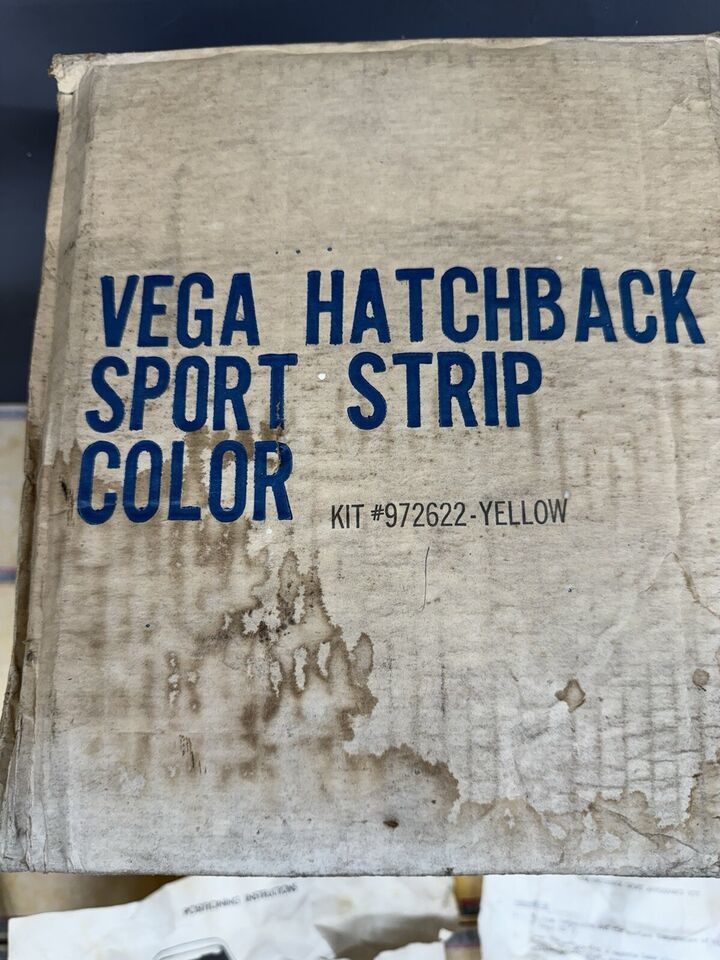 VEGA HATCHBACK
SPORT STRIP
COLOR
KIT #972622-YELLOW